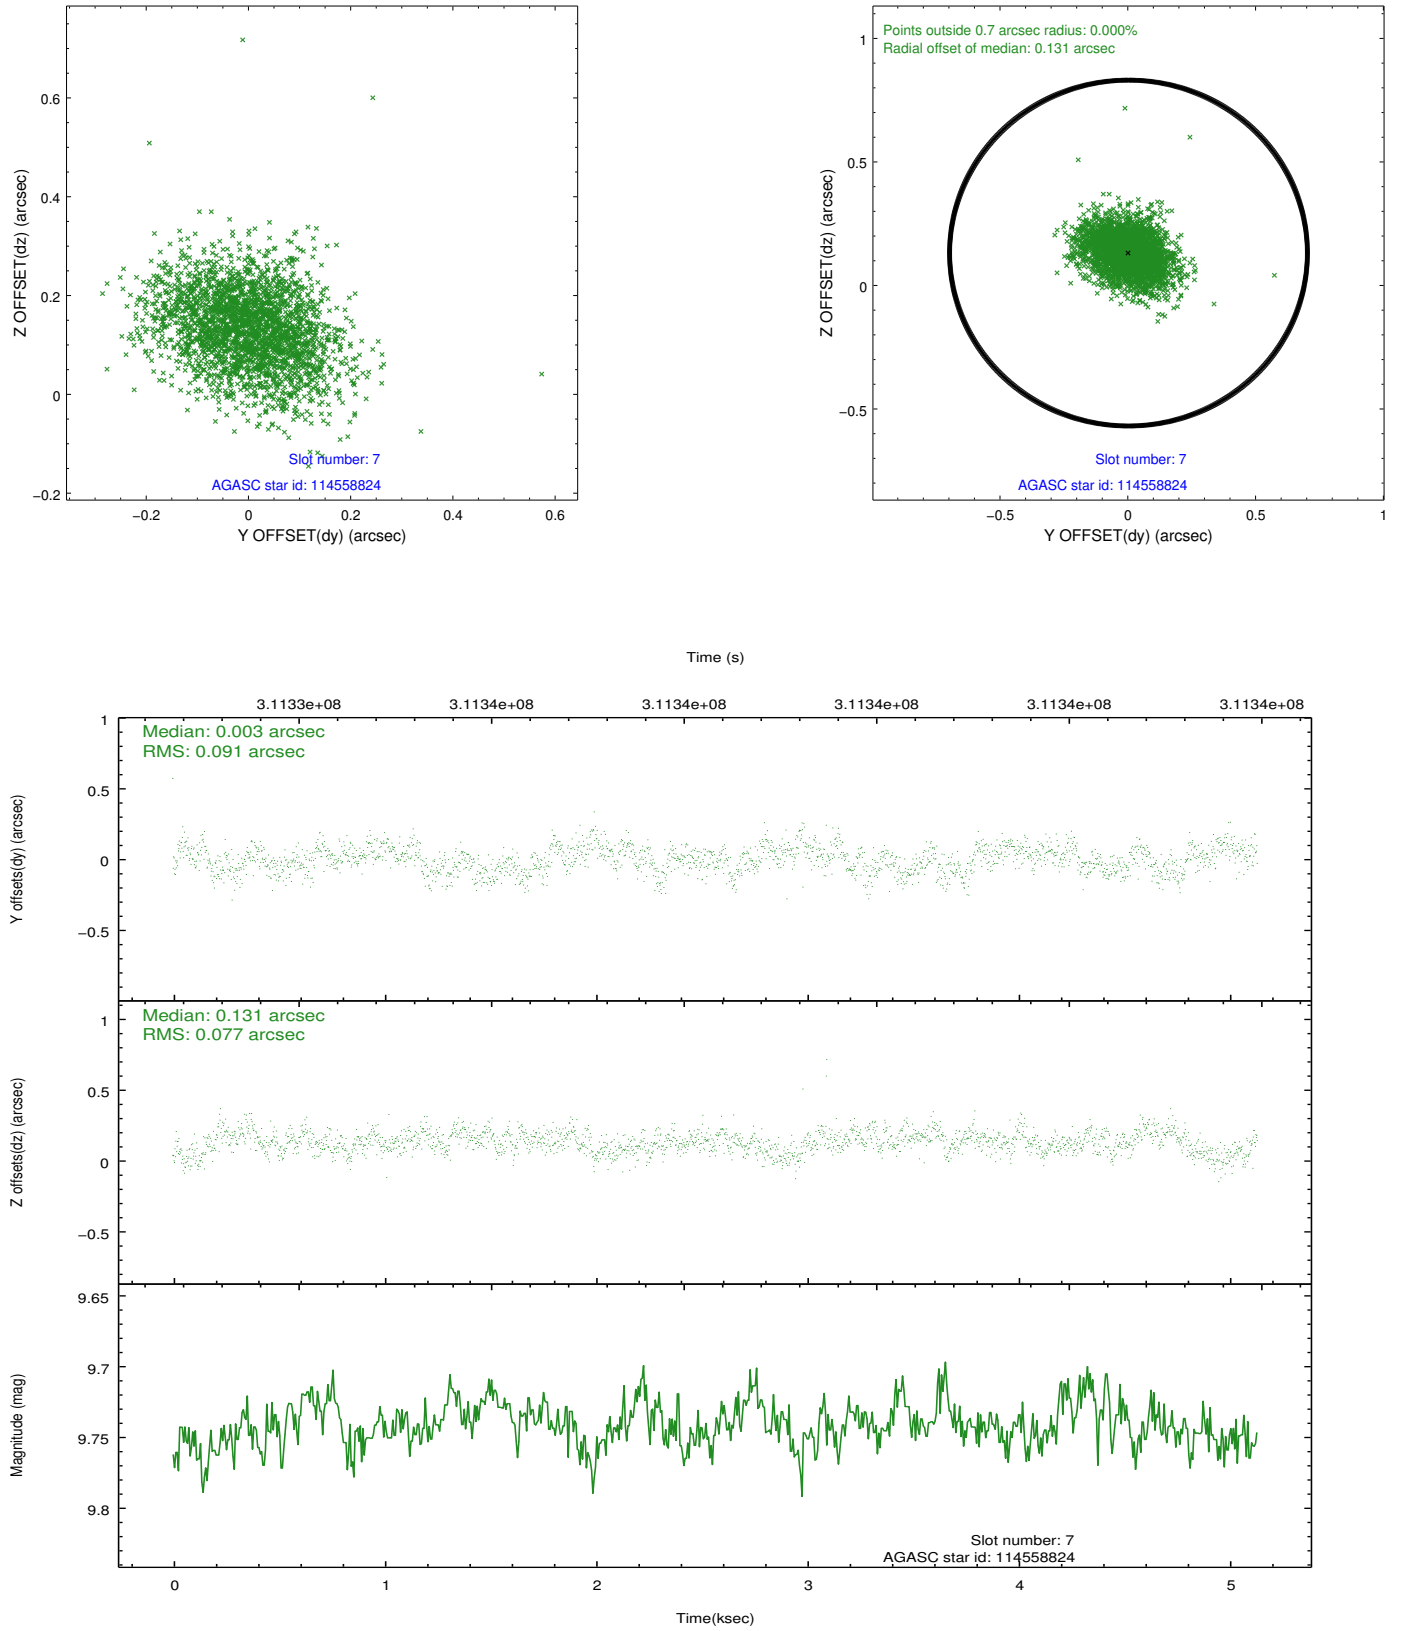 0.6
0.4
0.2
0
−0.2
−0.2
0
0.2
0.4
0.6
Z OFFSET(dz) (arcsec)
Y OFFSET(dy) (arcsec)
Slot number: 7
AGASC star id: 114558824
Points outside 0.7 arcsec radius: 0.000%
Radial offset of median: 0.131 arcsec
1
0.5
0
−0.5
−0.5
0
0.5
1
Z OFFSET(dz) (arcsec)
Y OFFSET(dy) (arcsec)
Slot number: 7
AGASC star id: 114558824
Time (s)
3.1133e+08
3.1134e+08
3.1134e+08
3.1134e+08
3.1134e+08
3.1134e+08
Median: 0.003 arcsec
RMS: 0.091 arcsec
1
0.5
0
−0.5
Y offsets(dy) (arcsec)
Median: 0.131 arcsec
RMS: 0.077 arcsec
1
0.5
0
−0.5
Z offsets(dz) (arcsec)
9.65
9.7
9.75
9.8
Magnitude (mag)
Slot number: 7
AGASC star id: 114558824
0
1
2
3
4
5
Time(ksec)